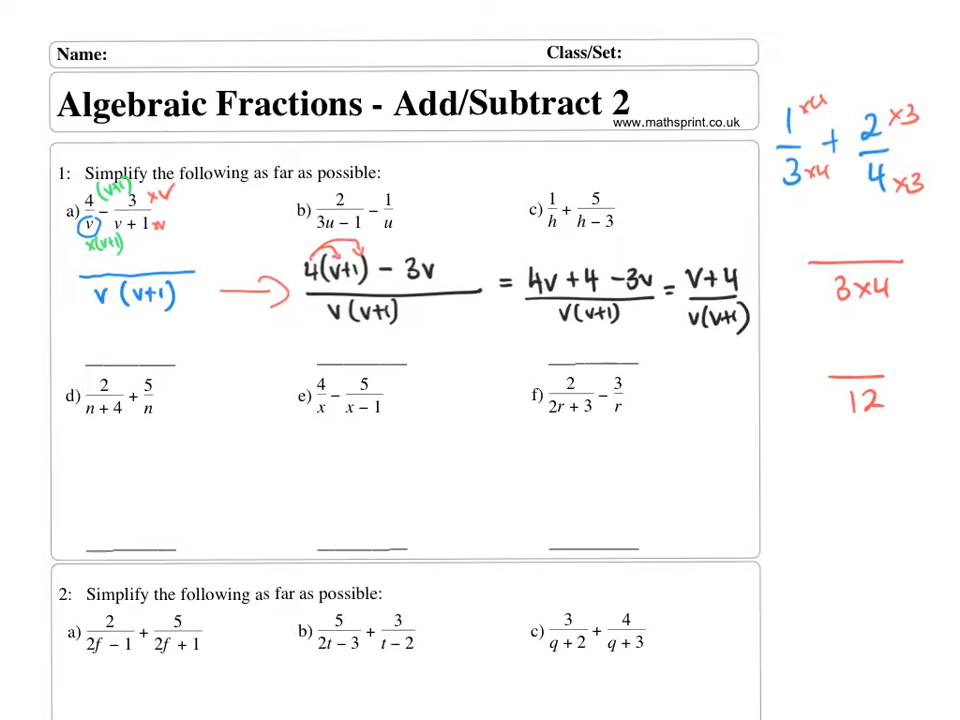 Name: Class/Set:
Algebraic Fractions - Add/Subtract 2
www.mathsprint.co.uk
1: Simplify the following as far as possible:
a) 4/v − 3/(v + 1) b) 2/(3u − 1) − 1/u c) 1/h + 5/(h − 3)
(v+1) ×v
×(v+1) ×v
v(v+1) → (4(v+1) − 3v)/(v(v+1)) = (4v+4−3v)/(v(v+1)) = (v+4)/(v(v+1))
d) 2/(n + 4) + 5/n e) 4/x − 5/(x − 1) f) 2/(2r + 3) − 3/r
2: Simplify the following as far as possible:
a) 2/(2f − 1) + 5/(2f + 1) b) 5/(2t − 3) + 3/(t − 2) c) 3/(q + 2) + 4/(q + 3)
1 ×4 + 2 ×3
3 ×4 4 ×3
3×4
12